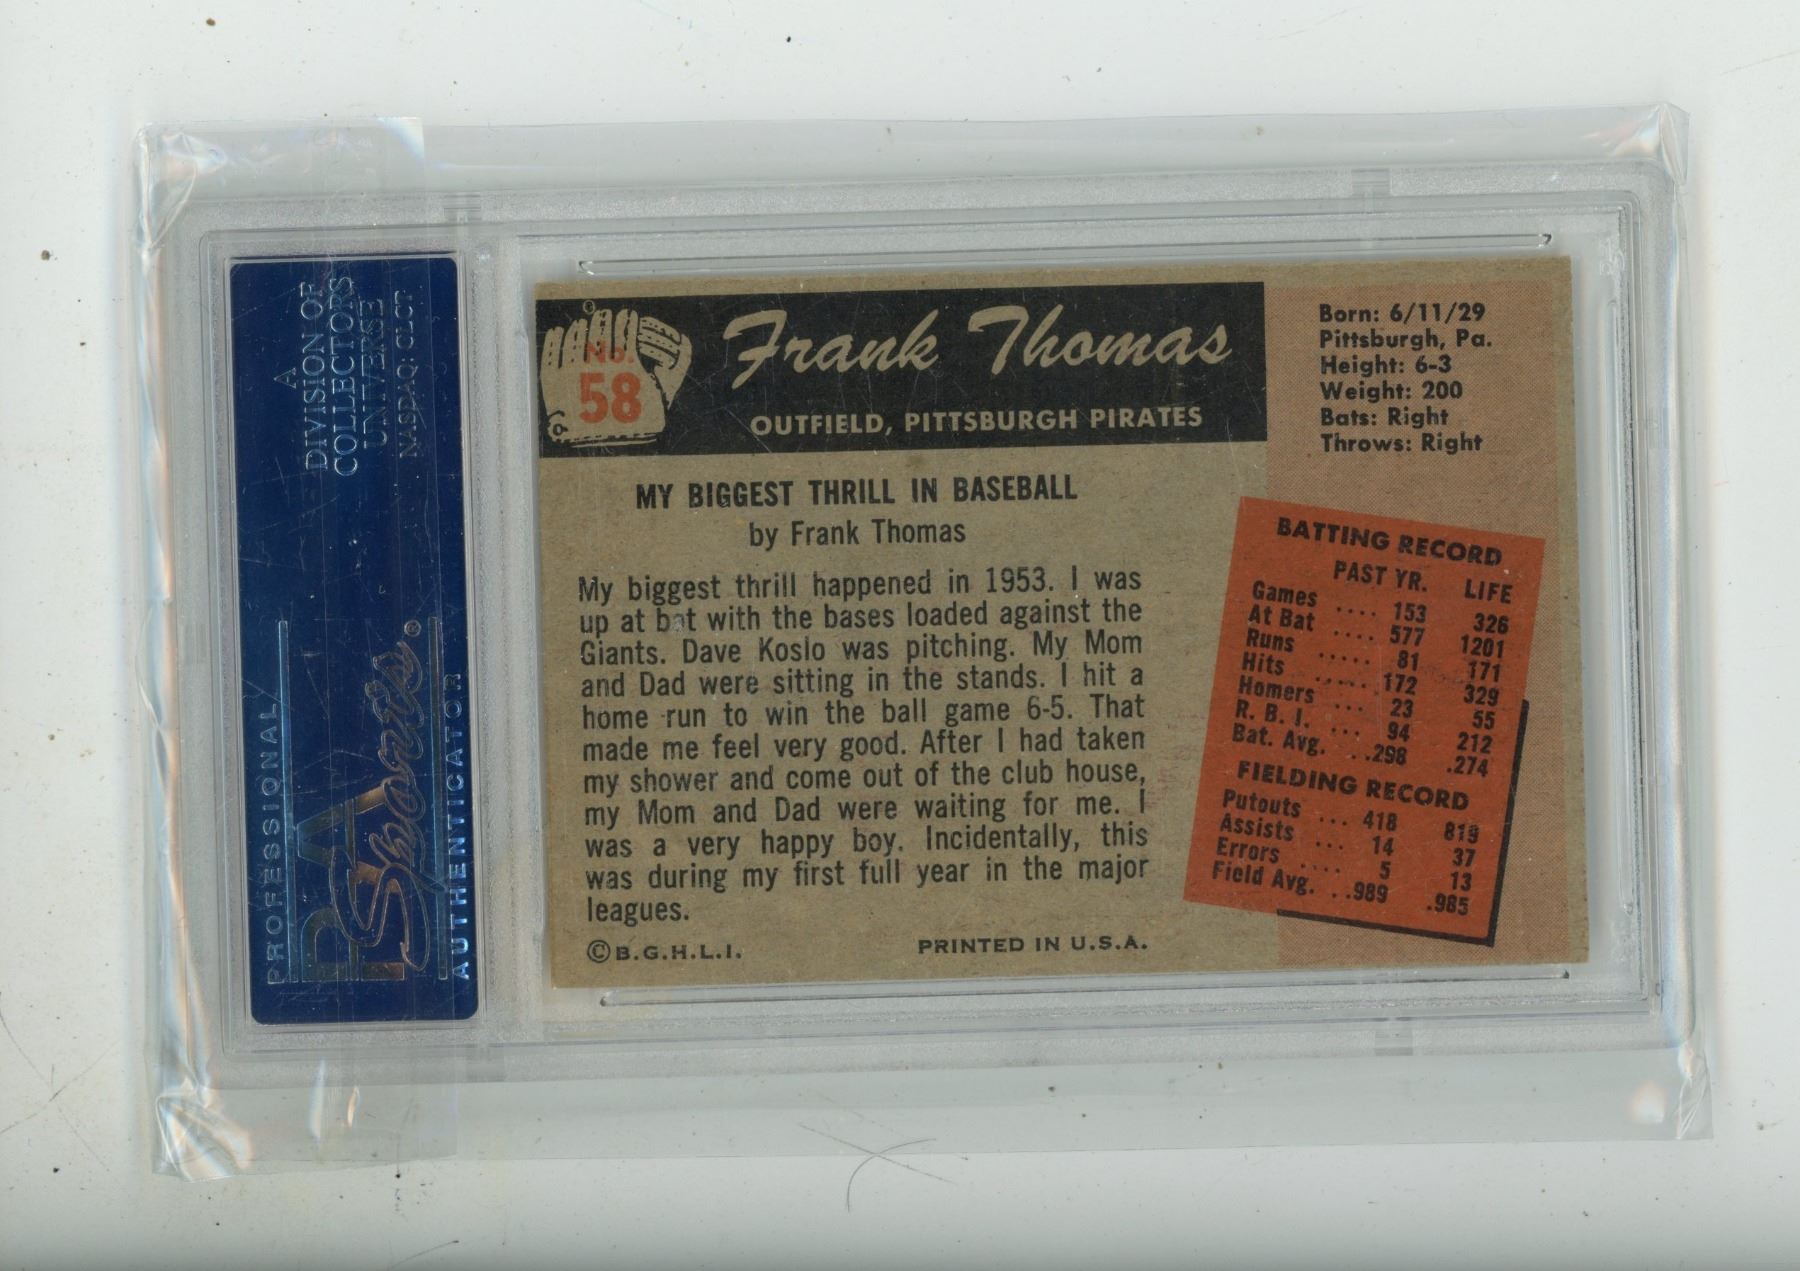 A
DIVISION OF
COLLECTORS
UNIVERSE
NASDAQ: CLCT
PROFESSIONAL
PSA
Sports®
AUTHENTICATOR
No.
58
Frank Thomas
OUTFIELD, PITTSBURGH PIRATES
Born: 6/11/29
Pittsburgh, Pa.
Height: 6-3
Weight: 200
Bats: Right
Throws: Right
MY BIGGEST THRILL IN BASEBALL
by Frank Thomas
My biggest thrill happened in 1953. I was
up at bat with the bases loaded against the
Giants. Dave Koslo was pitching. My Mom
and Dad were sitting in the stands. I hit a
home run to win the ball game 6-5. That
made me feel very good. After I had taken
my shower and come out of the club house,
my Mom and Dad were waiting for me. I
was a very happy boy. Incidentally, this
was during my first full year in the major
leagues.
©B.G.H.L.I. PRINTED IN U.S.A.
BATTING RECORD
PAST YR. LIFE
Games .... 153 326
At Bat .... 577 1201
Runs ..... 81 171
Hits ..... 172 329
Homers ... 23 55
R. B. I. ... 94 212
Bat. Avg. ..298 .274
FIELDING RECORD
Putouts ... 418 819
Assists ... 14 37
Errors .... 5 13
Field Avg. ..989 .985